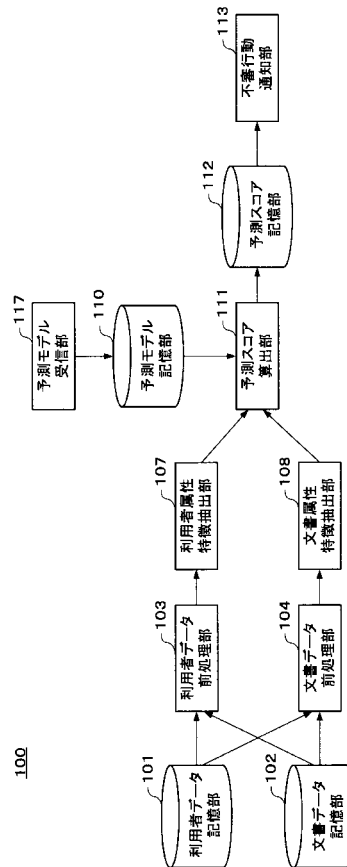 100
101
利用者データ
記憶部
102
文書データ
記憶部
103
利用者データ
前処理部
104
文書データ
前処理部
107
利用者属性
特徴抽出部
108
文書属性
特徴抽出部
117
予測モデル
受信部
110
予測モデル
記憶部
111
予測スコア
算出部
112
予測スコア
記憶部
113
不審行動
通知部